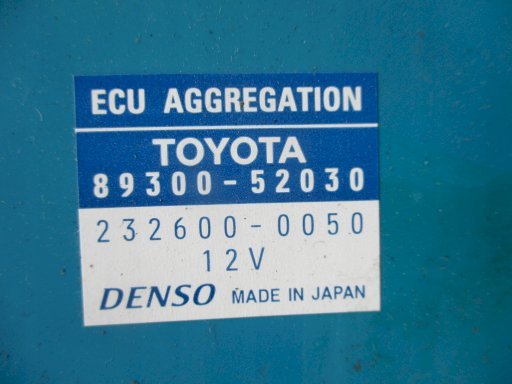 ECU AGGREGATION
TOYOTA
89300-52030
232600-0050
12V
DENSO MADE IN JAPAN